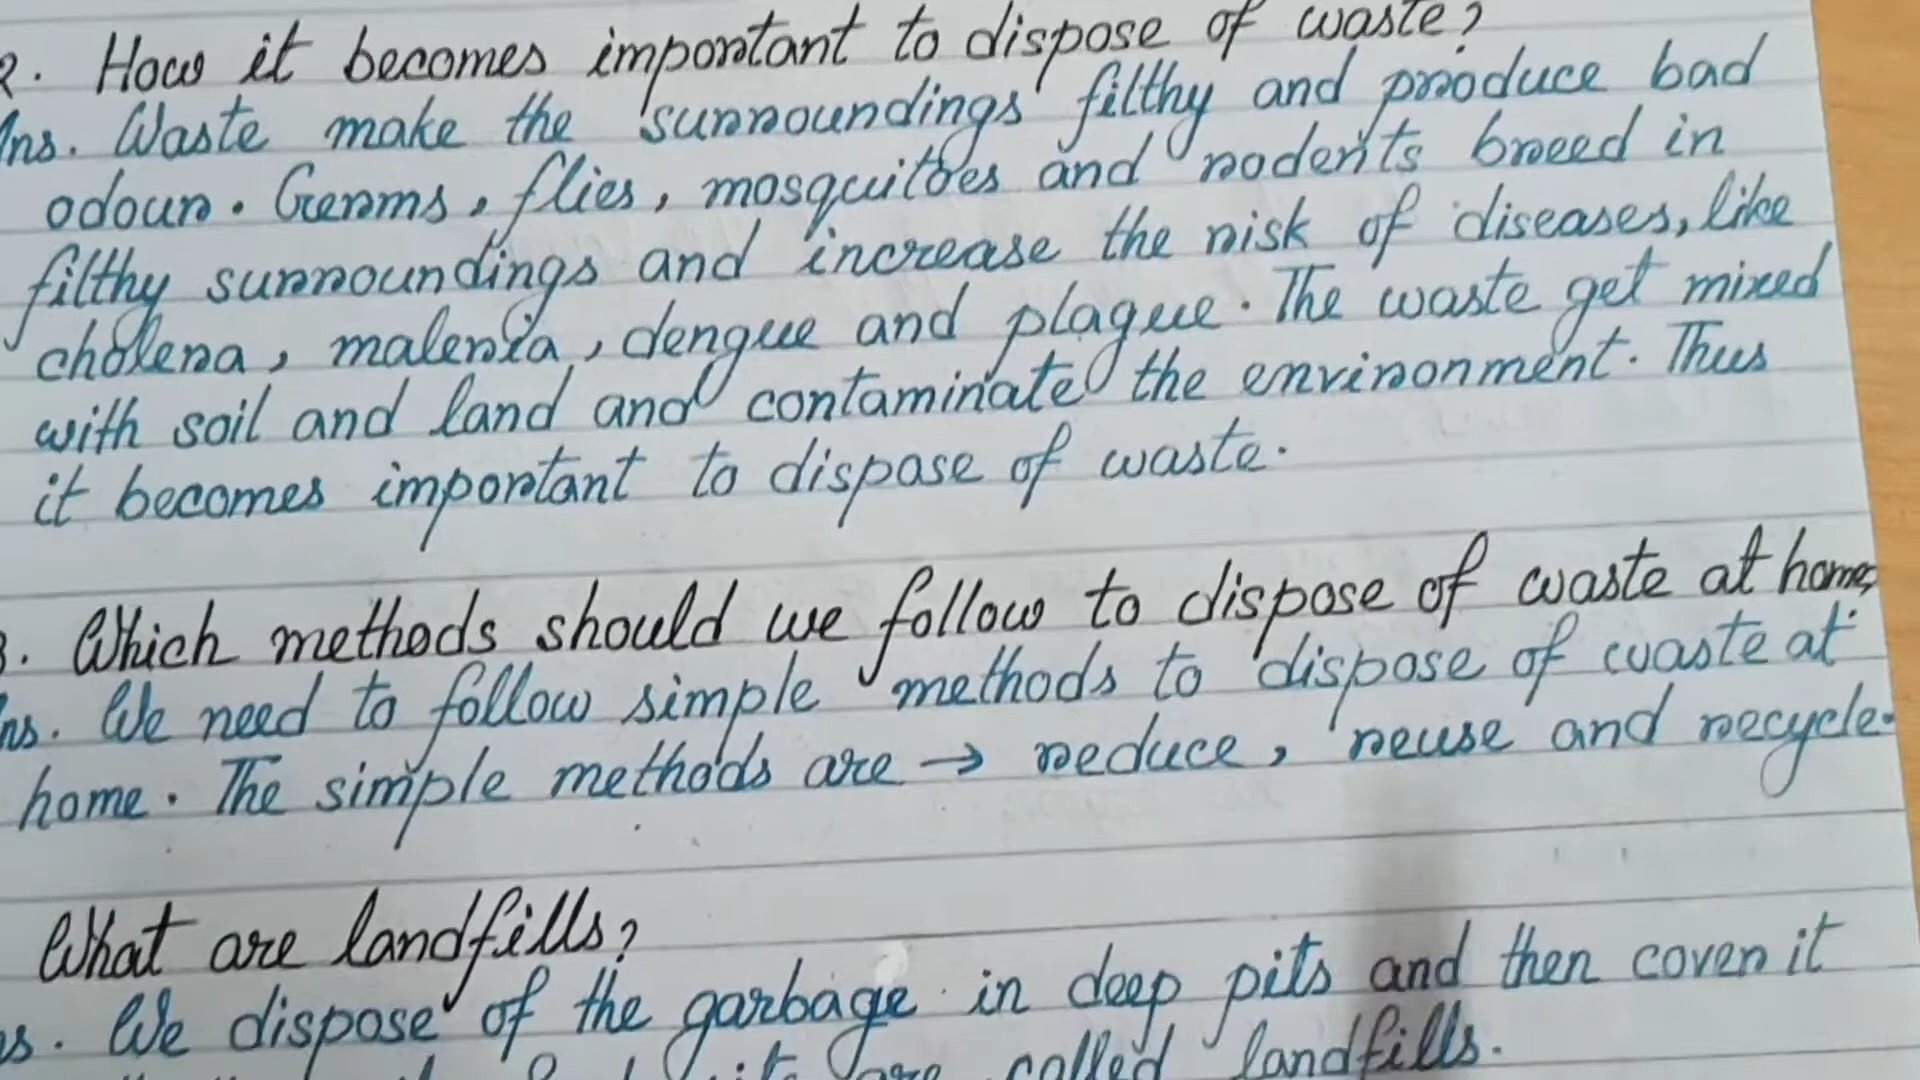 2. How it becomes important to dispose of waste?
Ans. Waste make the surroundings filthy and produce bad
odour. Germs, flies, mosquitoes and rodents breed in
filthy surroundings and increase the risk of diseases, like
cholera, maleria, dengue and plague. The waste get mixed
with soil and land and contaminate the environment. Thus
it becomes important to dispose of waste.
3. Which methods should we follow to dispose of waste at home?
Ans. We need to follow simple methods to dispose of waste at
home. The simple methods are → reduce, reuse and recycle.
What are landfills?
Ans. We dispose of the garbage in deep pits and then cover it
are called landfills.